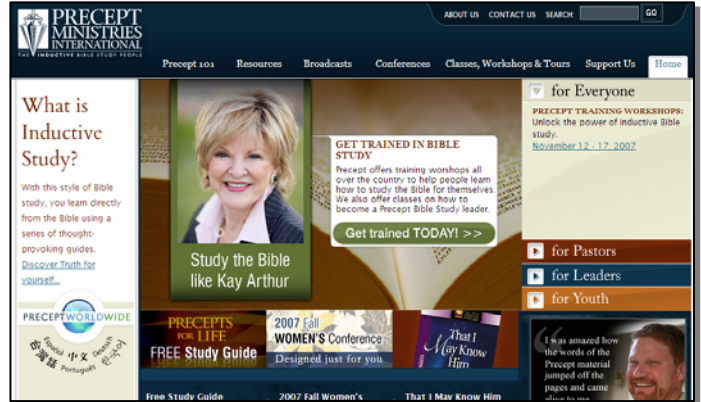 PRECEPT
MINISTRIES
INTERNATIONAL
THE INDUCTIVE BIBLE STUDY PEOPLE
ABOUT US CONTACT US SEARCH GO
Precept 101 Resources Broadcasts Conferences Classes, Workshops & Tours Support Us Home
What is
Inductive
Study?
With this style of Bible
study, you learn directly
from the Bible using a
series of thought-
provoking guides.
Discover Truth for
yourself...
PRECEPTWORLDWIDE
Español 中文 Deutsch
Português
Study the Bible
like Kay Arthur
GET TRAINED IN BIBLE
STUDY
Precept offers training worshops all
over the country to help people learn
how to study the Bible for themselves.
We also offer classes on how to
become a Precept Bible Study leader.
Get trained TODAY! >>
for Everyone
PRECEPT TRAINING WORKSHOPS:
Unlock the power of inductive Bible
study.
November 12 - 17, 2007
for Pastors
for Leaders
for Youth
PRECEPTS
FOR LIFE
FREE Study Guide
2007 Fall
WOMEN'S Conference
Designed just for you
That I
May Know
Him
I was amazed how
the words of the
Precept material
jumped off the
pages and came
alive to me
Free Study Guide 2007 Fall Women's That I May Know Him